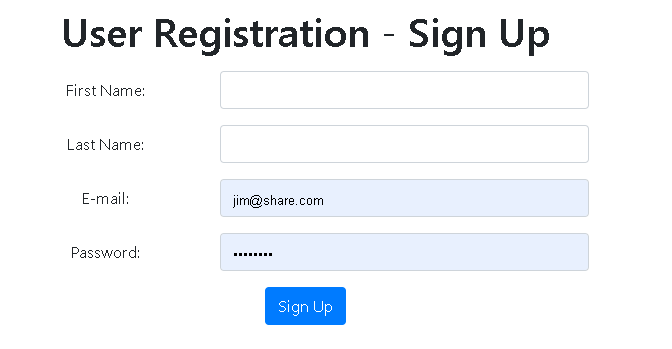 User Registration - Sign Up
First Name:
Last Name:
E-mail: jim@share.com
Password: ••••••••
Sign Up